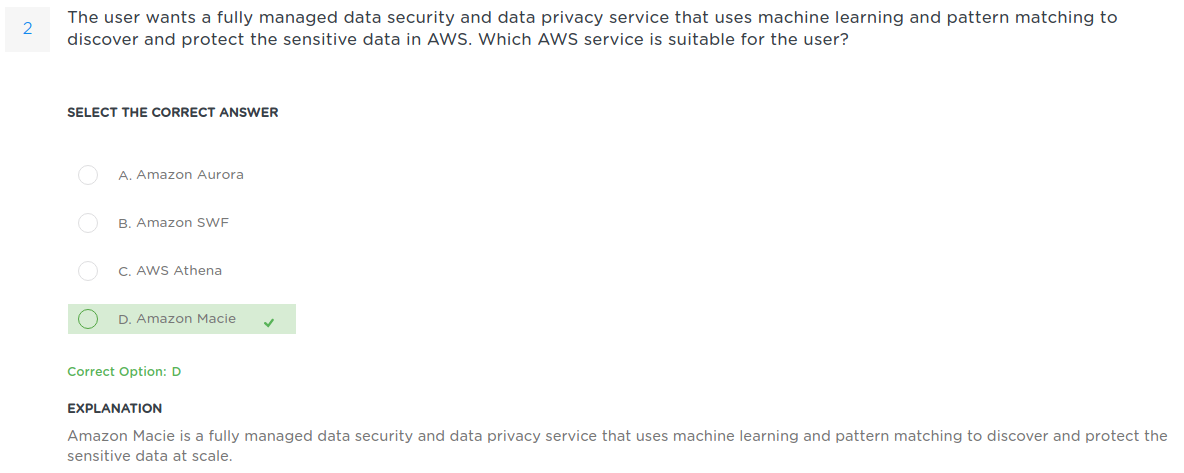 2
The user wants a fully managed data security and data privacy service that uses machine learning and pattern matching to
discover and protect the sensitive data in AWS. Which AWS service is suitable for the user?
SELECT THE CORRECT ANSWER
A. Amazon Aurora
B. Amazon SWF
C. AWS Athena
D. Amazon Macie
Correct Option: D
EXPLANATION
Amazon Macie is a fully managed data security and data privacy service that uses machine learning and pattern matching to discover and protect the
sensitive data at scale.